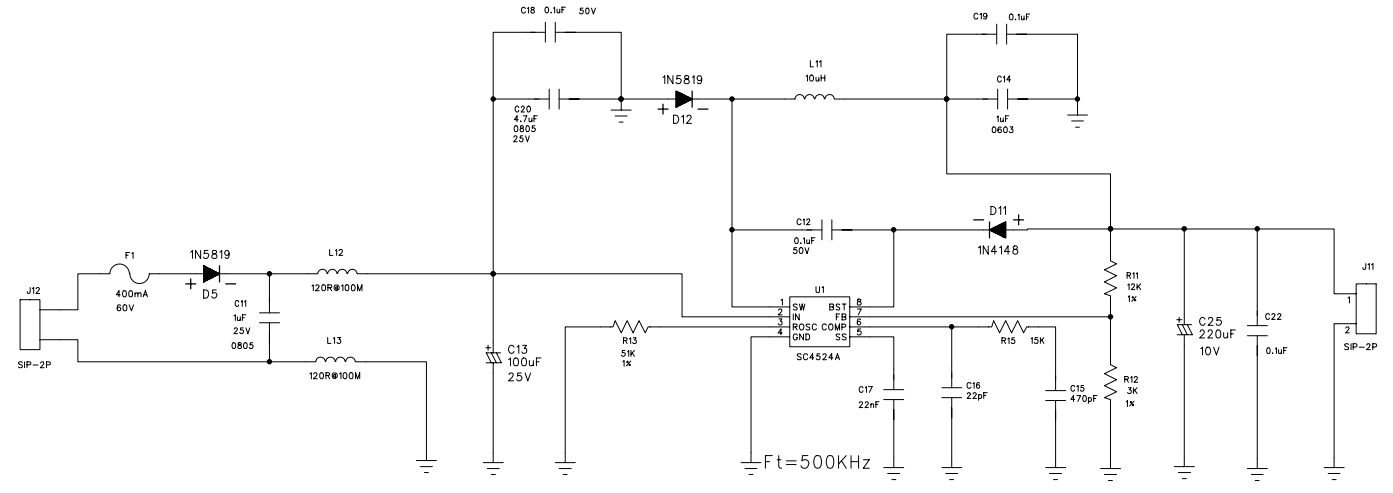 C18 0.1uF 50V
C19 0.1uF
L11
10uH
1N5819
+ −
D12
C20
4.7uF
0805
25V
C14
1uF
0603
C12
0.1uF
50V
− D11 +
1N4148
F1
400mA
60V
1N5819
+ −
D5
L12
120R@100M
J12
SIP-2P
C11
1uF
25V
0805
L13
120R@100M
+
C13
100uF
25V
R13
51K
1%
U1
1 SW BST 8
2 IN FB 7
3 ROSC COMP 6
4 GND SS 5
SC4524A
R11
12K
1%
R15 15K
C17
22nF
C16
22pF
C15
470pF
R12
3K
1%
+
C25
220uF
10V
C22
0.1uF
J11
1
2
SIP-2P
Ft=500KHz